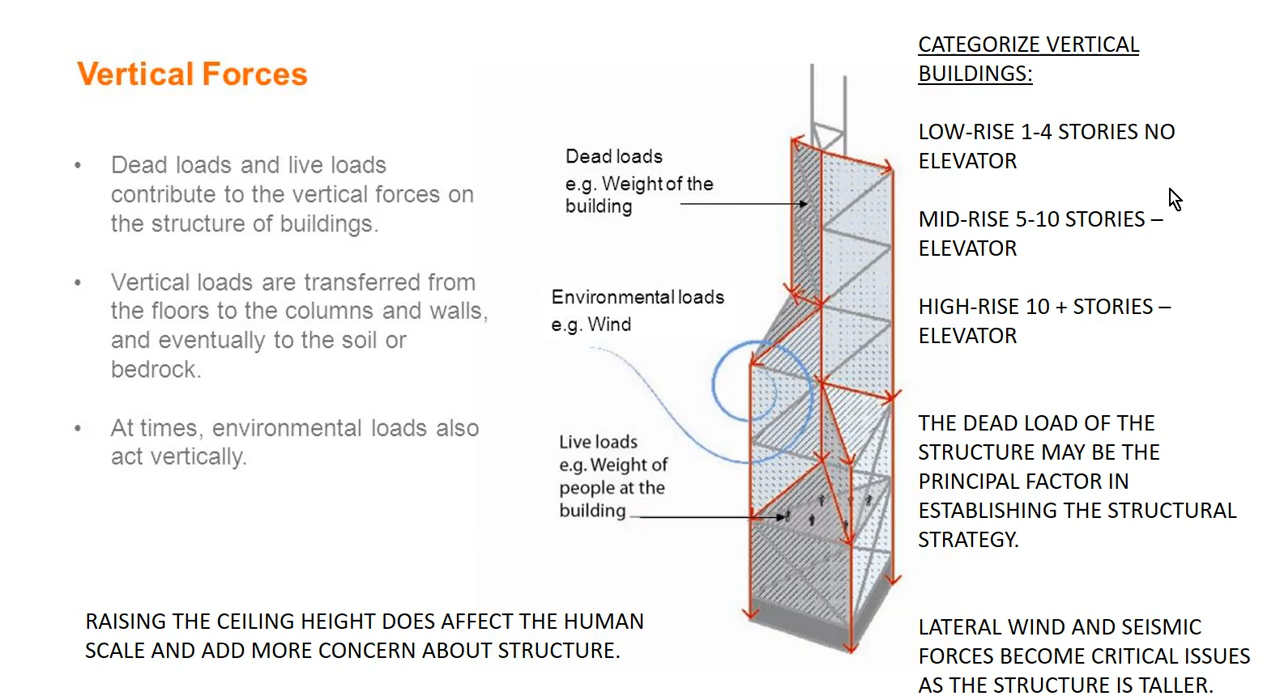 Vertical Forces
• Dead loads and live loads
contribute to the vertical forces on
the structure of buildings.
• Vertical loads are transferred from
the floors to the columns and walls,
and eventually to the soil or
bedrock.
• At times, environmental loads also
act vertically.
RAISING THE CEILING HEIGHT DOES AFFECT THE HUMAN
SCALE AND ADD MORE CONCERN ABOUT STRUCTURE.
Dead loads
e.g. Weight of the
building
Environmental loads
e.g. Wind
Live loads
e.g. Weight of
people at the
building
CATEGORIZE VERTICAL
BUILDINGS:
LOW-RISE 1-4 STORIES NO
ELEVATOR
MID-RISE 5-10 STORIES –
ELEVATOR
HIGH-RISE 10 + STORIES –
ELEVATOR
THE DEAD LOAD OF THE
STRUCTURE MAY BE THE
PRINCIPAL FACTOR IN
ESTABLISHING THE STRUCTURAL
STRATEGY.
LATERAL WIND AND SEISMIC
FORCES BECOME CRITICAL ISSUES
AS THE STRUCTURE IS TALLER.